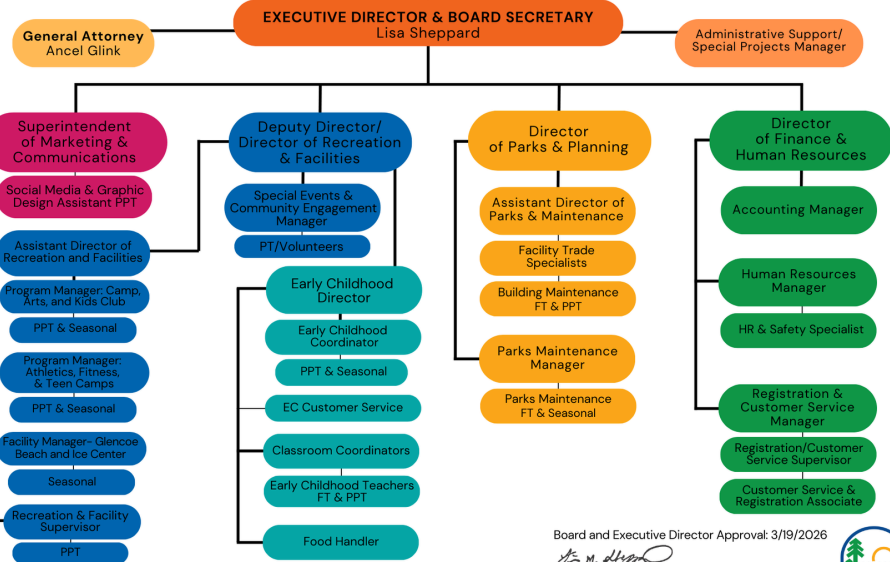 EXECUTIVE DIRECTOR & BOARD SECRETARY
Lisa Sheppard
General Attorney
Ancel Glink
Administrative Support/
Special Projects Manager
Superintendent
of Marketing &
Communications
Social Media & Graphic
Design Assistant PPT
Deputy Director/
Director of Recreation
& Facilities
Special Events &
Community Engagement
Manager
PT/Volunteers
Assistant Director of
Recreation and Facilities
Program Manager: Camp,
Arts, and Kids Club
PPT & Seasonal
Program Manager:
Athletics, Fitness,
& Teen Camps
PPT & Seasonal
Facility Manager- Glencoe
Beach and Ice Center
Seasonal
Recreation & Facility
Supervisor
PPT
Early Childhood
Director
Early Childhood
Coordinator
PPT & Seasonal
EC Customer Service
Classroom Coordinators
Early Childhood Teachers
FT & PPT
Food Handler
Director
of Parks & Planning
Assistant Director of
Parks & Maintenance
Facility Trade
Specialists
Building Maintenance
FT & PPT
Parks Maintenance
Manager
Parks Maintenance
FT & Seasonal
Director
of Finance &
Human Resources
Accounting Manager
Human Resources
Manager
HR & Safety Specialist
Registration &
Customer Service
Manager
Registration/Customer
Service Supervisor
Customer Service &
Registration Associate
Board and Executive Director Approval: 3/19/2026